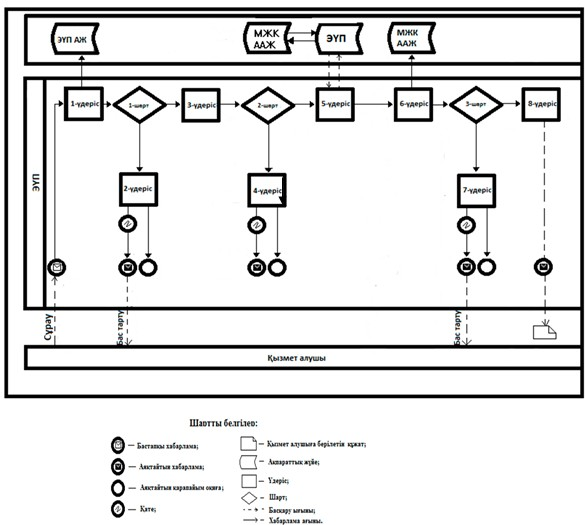 ЭҮП АЖ
МЖК
ААЖ
ЭҮП
МЖК
ААЖ
ЭҮП
1-үдеріс
1-шарт
3-үдеріс
2-шарт
5-үдеріс
6-үдеріс
3-шарт
8-үдеріс
2-үдеріс
4-үдеріс
7-үдеріс
Сұрау
Бас тарту
Бас тарту
Қызмет алушы
Шартты белгілер:
— Бастапқы хабарлама;
— Аяқтайтын хабарлама;
— Аяқтайтын қарапайым оқиға;
— Қате;
— Қызмет алушыға берілетін құжат;
— Ақпараттық жүйе;
— Үдеріс;
— Шарт;
— Басқару ағыны;
— Хабарлама ағыны.